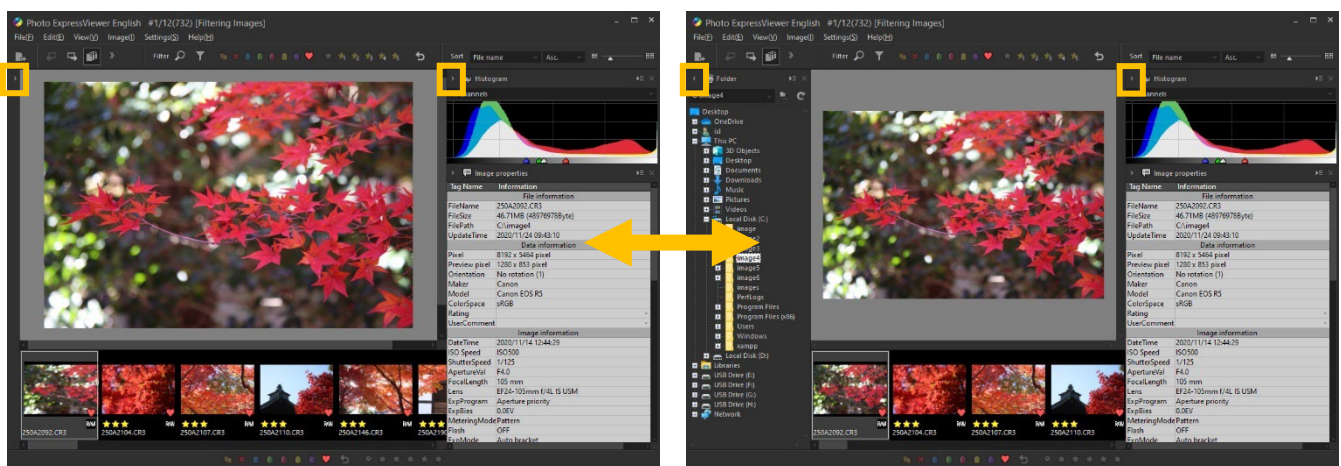 Photo ExpressViewer English #1/12(732) [Filtering Images]
File(F) Edit(E) View(V) Image(I) Settings(S) Help(H)
Filter
Sort File name Asc.
Histogram
Image properties
Tag Name Information
File information
FileName 250A2092.CR3
FileSize 46.71MB (48976978Byte)
FilePath C:\image4
UpdateTime 2020/11/24 09:43:10
Data information
Pixel 8192 x 5464 pixel
Preview pixel 1280 x 853 pixel
Orientation No rotation (1)
Maker Canon
Model Canon EOS R5
ColorSpace sRGB
Rating
UserComment
Image information
DateTime 2020/11/14 12:44:29
ISO Speed ISO500
ShutterSpeed 1/125
ApertureVal F4.0
FocalLength 105 mm
Lens EF24-105mm f/4L IS USM
ExpProgram Aperture priority
ExpBias 0.0EV
MeteringMode Pattern
Flash OFF
ExpMode Auto bracket
RAW RAW RAW RAW RAW
250A2092.CR3 250A2104.CR3 250A2107.CR3 250A2110.CR3 250A2146.CR3 250A2190
Photo ExpressViewer English #1/12(732) [Filtering Images]
File(F) Edit(E) View(V) Image(I) Settings(S) Help(H)
Filter
Sort File name Asc.
Folder
Desktop
OneDrive
isl
This PC
3D Objects
Desktop
Documents
Downloads
Music
Pictures
Videos
Local Disk (C:)
image
image4
image5
image6
images
PerfLogs
Program Files
Program Files (x86)
Users
Windows
xampp
Local Disk (D:)
Libraries
USB Drive (E:)
USB Drive (F:)
USB Drive (G:)
USB Drive (H:)
Network
RAW RAW RAW RAW
250A2092.CR3 250A2104.CR3 250A2107.CR3 250A2110.CR3
Histogram
Image properties
Tag Name Information
File information
FileName 250A2092.CR3
FileSize 46.71MB (48976978Byte)
FilePath C:\image4
UpdateTime 2020/11/24 09:43:10
Data information
Pixel 8192 x 5464 pixel
Preview pixel 1280 x 853 pixel
Orientation No rotation (1)
Maker Canon
Model Canon EOS R5
ColorSpace sRGB
Rating
UserComment
Image information
DateTime 2020/11/14 12:44:29
ISO Speed ISO500
ShutterSpeed 1/125
ApertureVal F4.0
FocalLength 105 mm
Lens EF24-105mm f/4L IS USM
ExpProgram Aperture priority
ExpBias 0.0EV
MeteringMode Pattern
Flash OFF
ExpMode Auto bracket